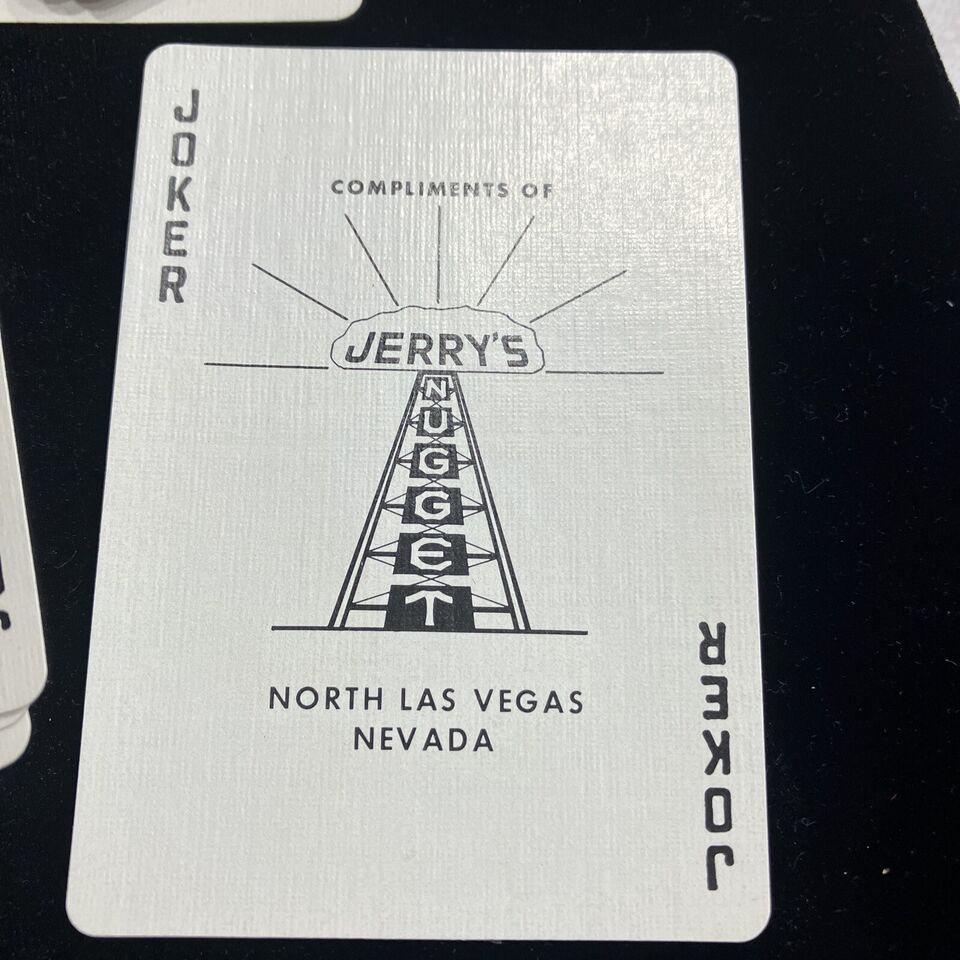 JOKER
COMPLIMENTS OF
JERRY'S
NUGGET
NORTH LAS VEGAS
NEVADA
JOKER